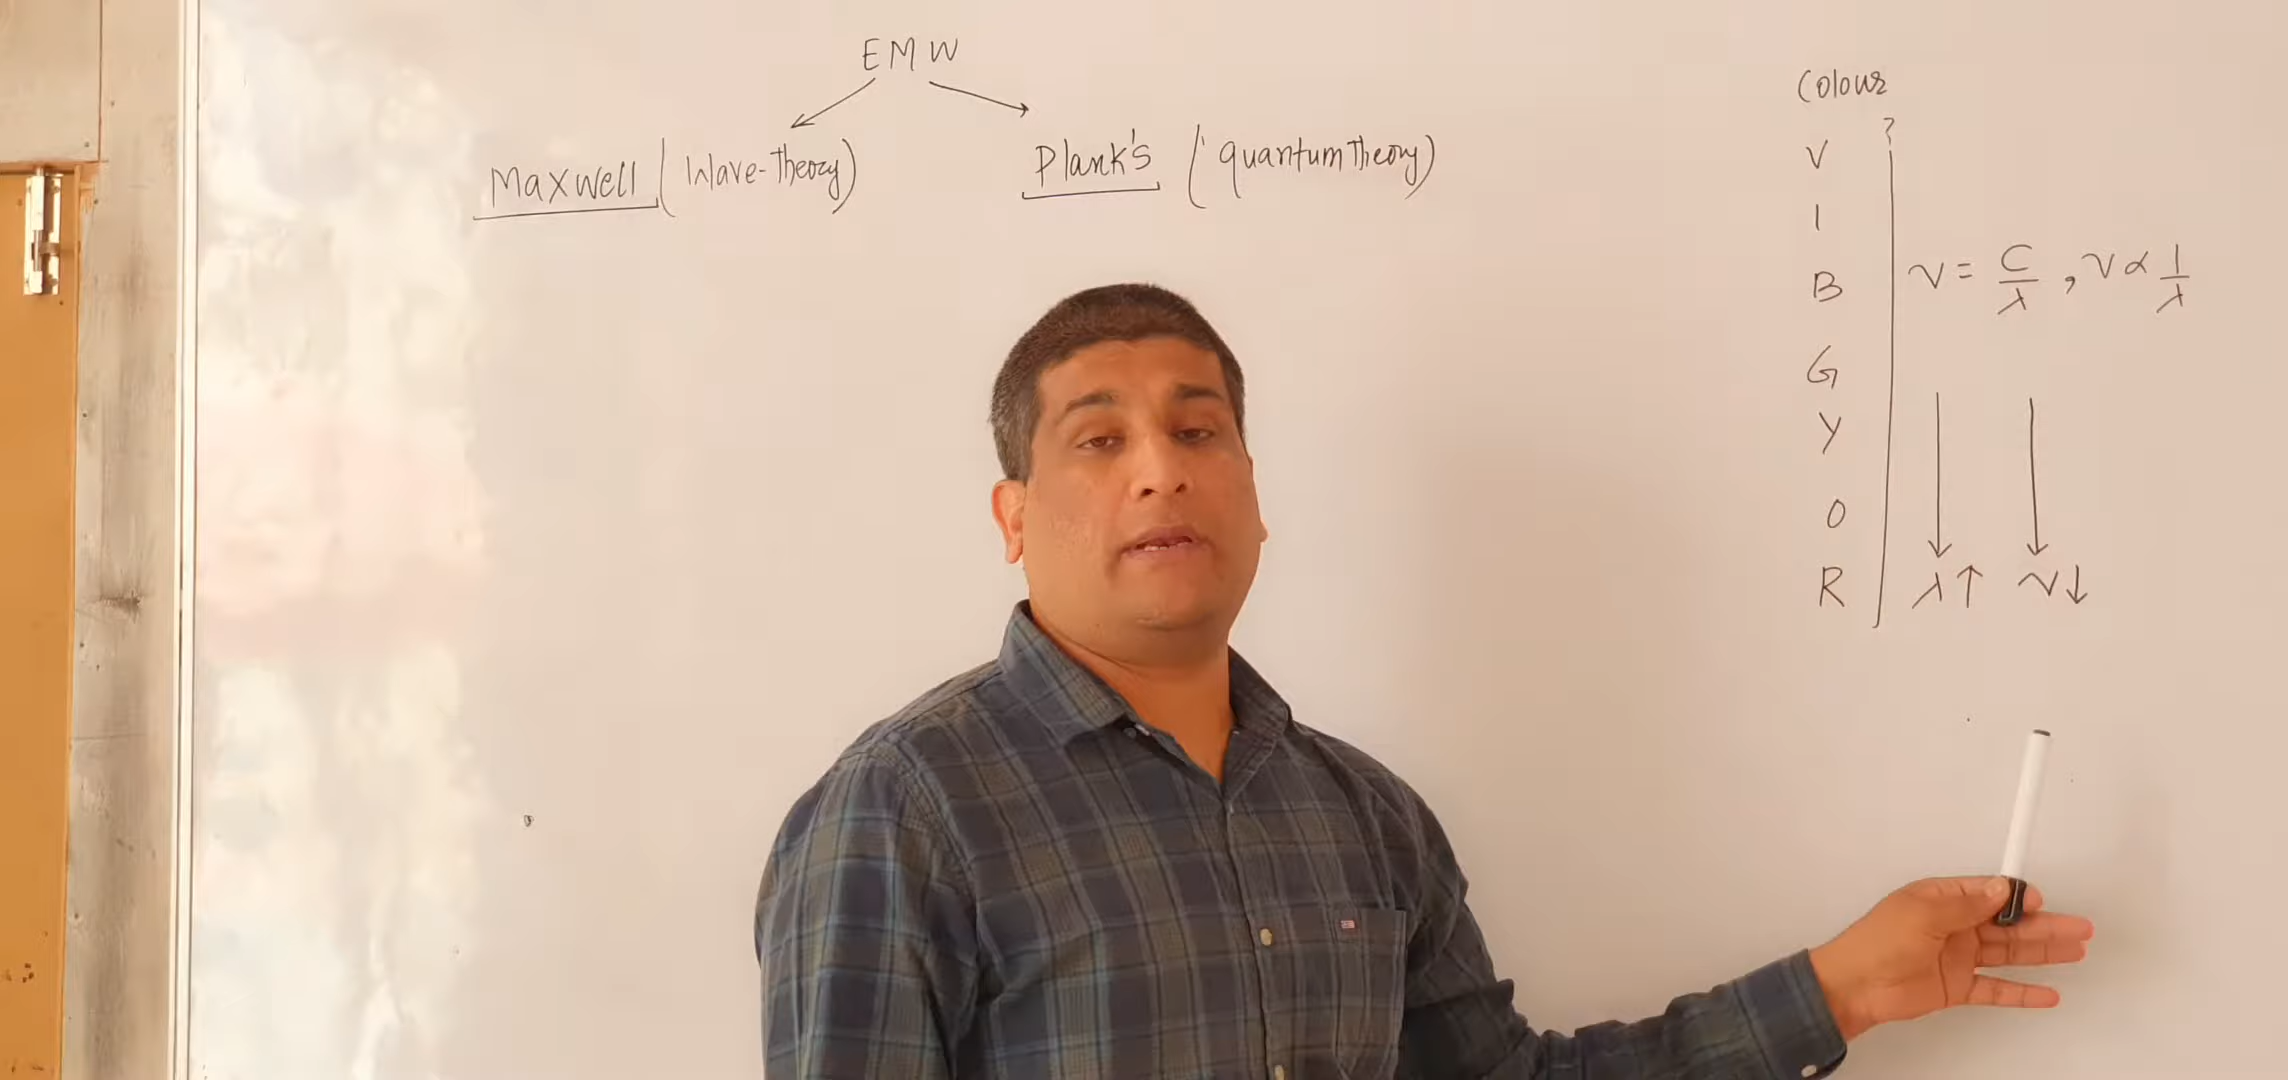 EMW
Maxwell (Wave-Theory)
Plank's (quantum Theory)
Colour
V
I
B
G
Y
O
R
ν = C/λ , ν ∝ 1/λ
λ↑ ν↓